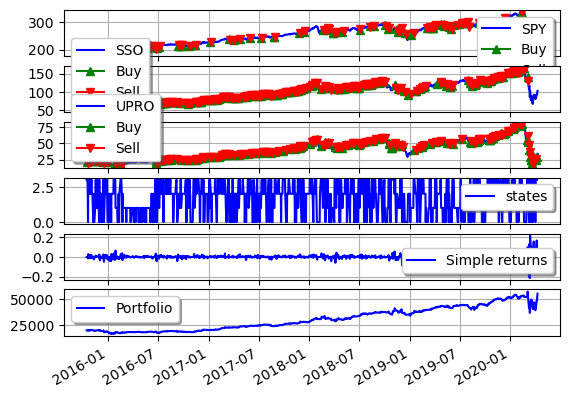 300
200
SPY
Buy
SSO
Buy
Sell
150
100
50
UPRO
Buy
Sell
75
50
25
2.5
0.0
states
0.2
0.0
−0.2
Simple returns
50000
25000
Portfolio
2016-01
2016-07
2017-01
2017-07
2018-01
2018-07
2019-01
2019-07
2020-01